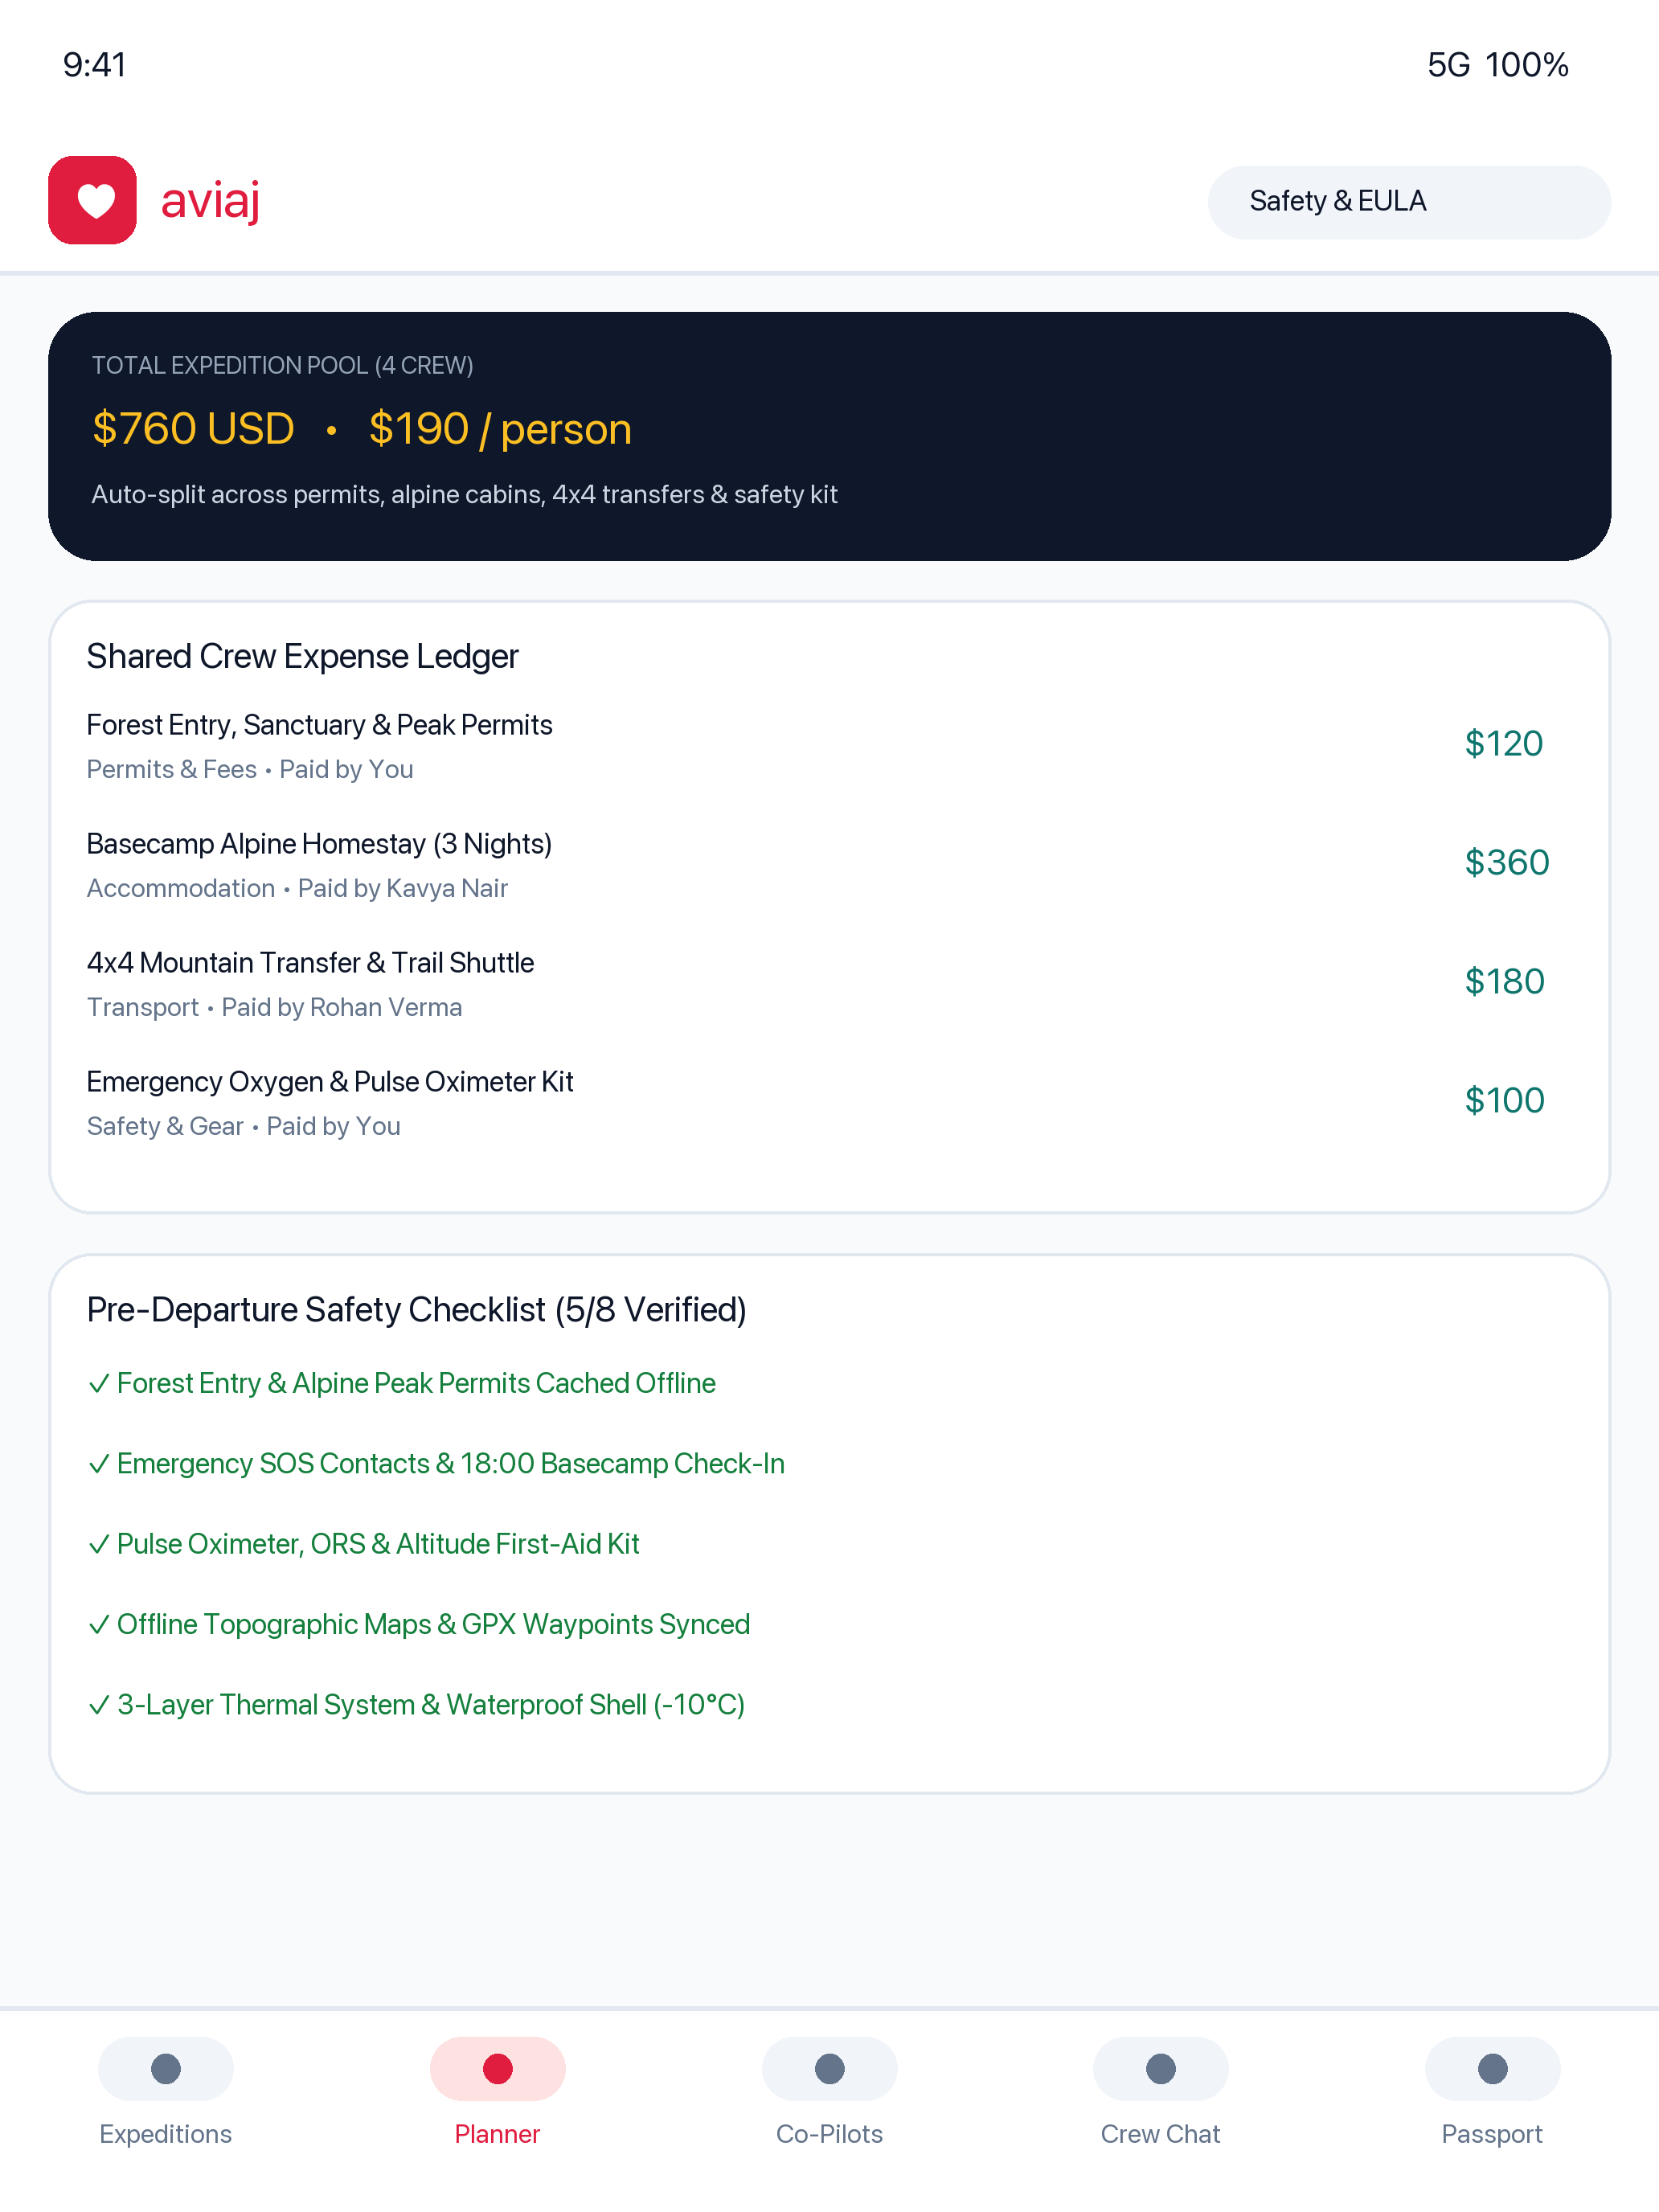 9:41
5G 100%
aviaj
Safety & EULA
TOTAL EXPEDITION POOL (4 CREW)
$760 USD • $190 / person
Auto-split across permits, alpine cabins, 4x4 transfers & safety kit
Shared Crew Expense Ledger
Forest Entry, Sanctuary & Peak Permits
$120
Permits & Fees • Paid by You
Basecamp Alpine Homestay (3 Nights)
$360
Accommodation • Paid by Kavya Nair
4x4 Mountain Transfer & Trail Shuttle
$180
Transport • Paid by Rohan Verma
Emergency Oxygen & Pulse Oximeter Kit
$100
Safety & Gear • Paid by You
Pre-Departure Safety Checklist (5/8 Verified)
✓ Forest Entry & Alpine Peak Permits Cached Offline
✓ Emergency SOS Contacts & 18:00 Basecamp Check-In
✓ Pulse Oximeter, ORS & Altitude First-Aid Kit
✓ Offline Topographic Maps & GPX Waypoints Synced
✓ 3-Layer Thermal System & Waterproof Shell (-10°C)
Expeditions
Planner
Co-Pilots
Crew Chat
Passport